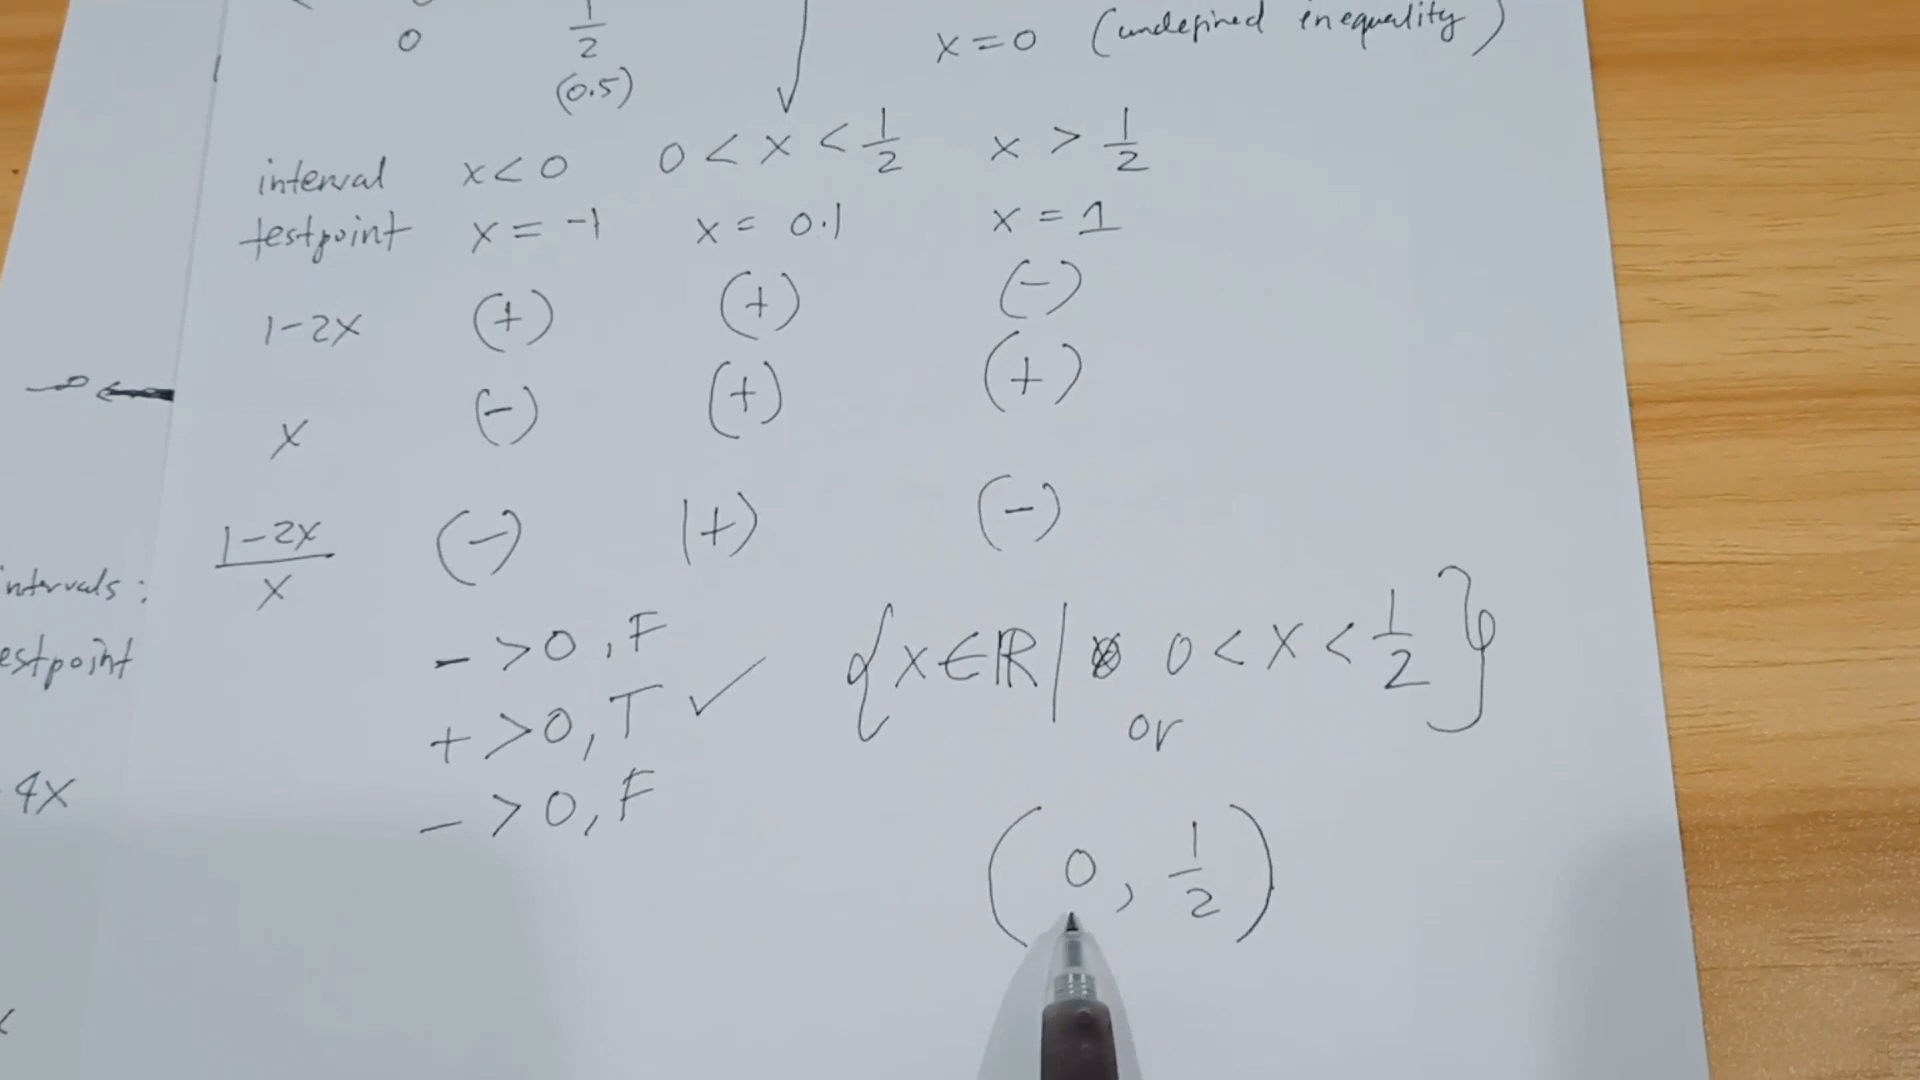 0 1/2 x=0 (undefined inequality)
(0.5)
interval x<0 0<x<1/2 x>1/2
testpoint x=-1 x=0.1 x=1
1-2x (+) (+) (-)
x (-) (+) (+)
(1-2x)/x (-) (+) (-)
intervals:
->0, F
+>0, T ✓
->0, F
{x∈ℝ| 0<x<1/2}
or
(0, 1/2)
estpoint
4x